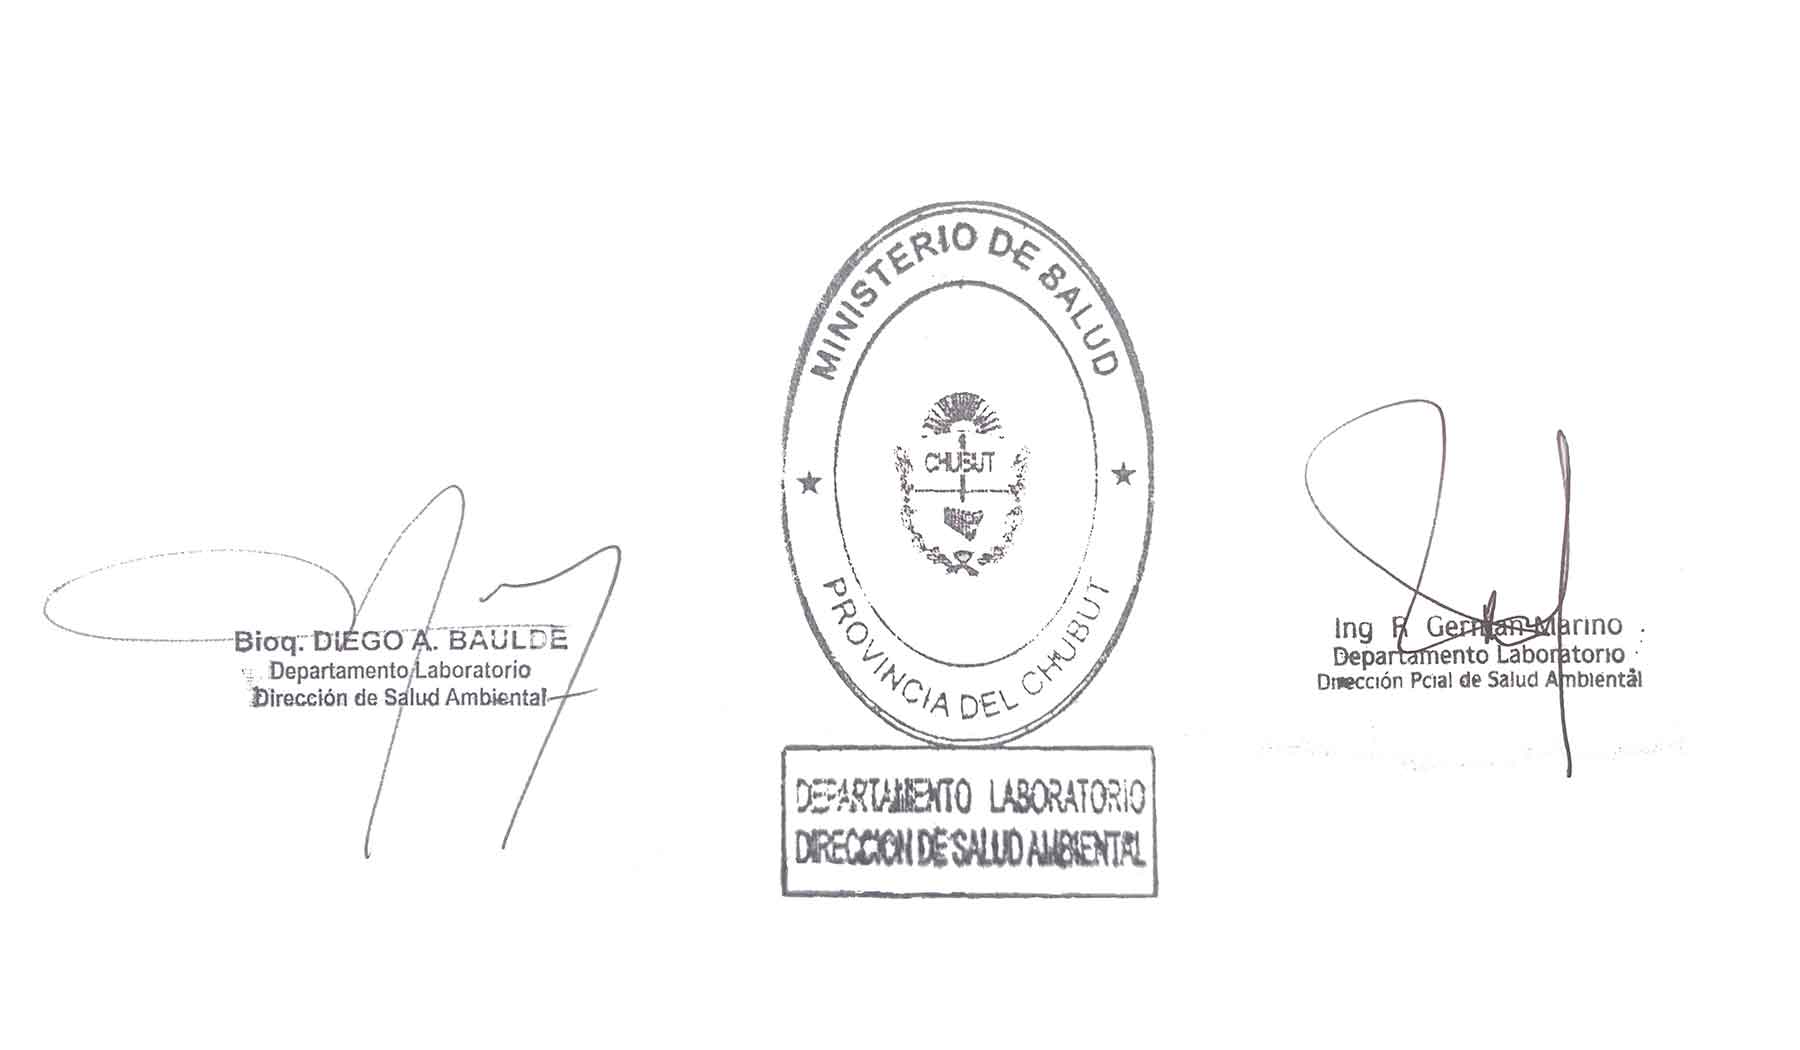 MINISTERIO DE SALUD
CHUBUT
PROVINCIA DEL CHUBUT
DEPARTAMENTO LABORATORIO
DIRECCION DE SALUD AMBIENTAL
Bioq. DIEGO A. BAULDE
Departamento Laboratorio
Dirección de Salud Ambiental
Ing F. German Marino
Departamento Laboratorio
Dirección Pcial de Salud Ambiental